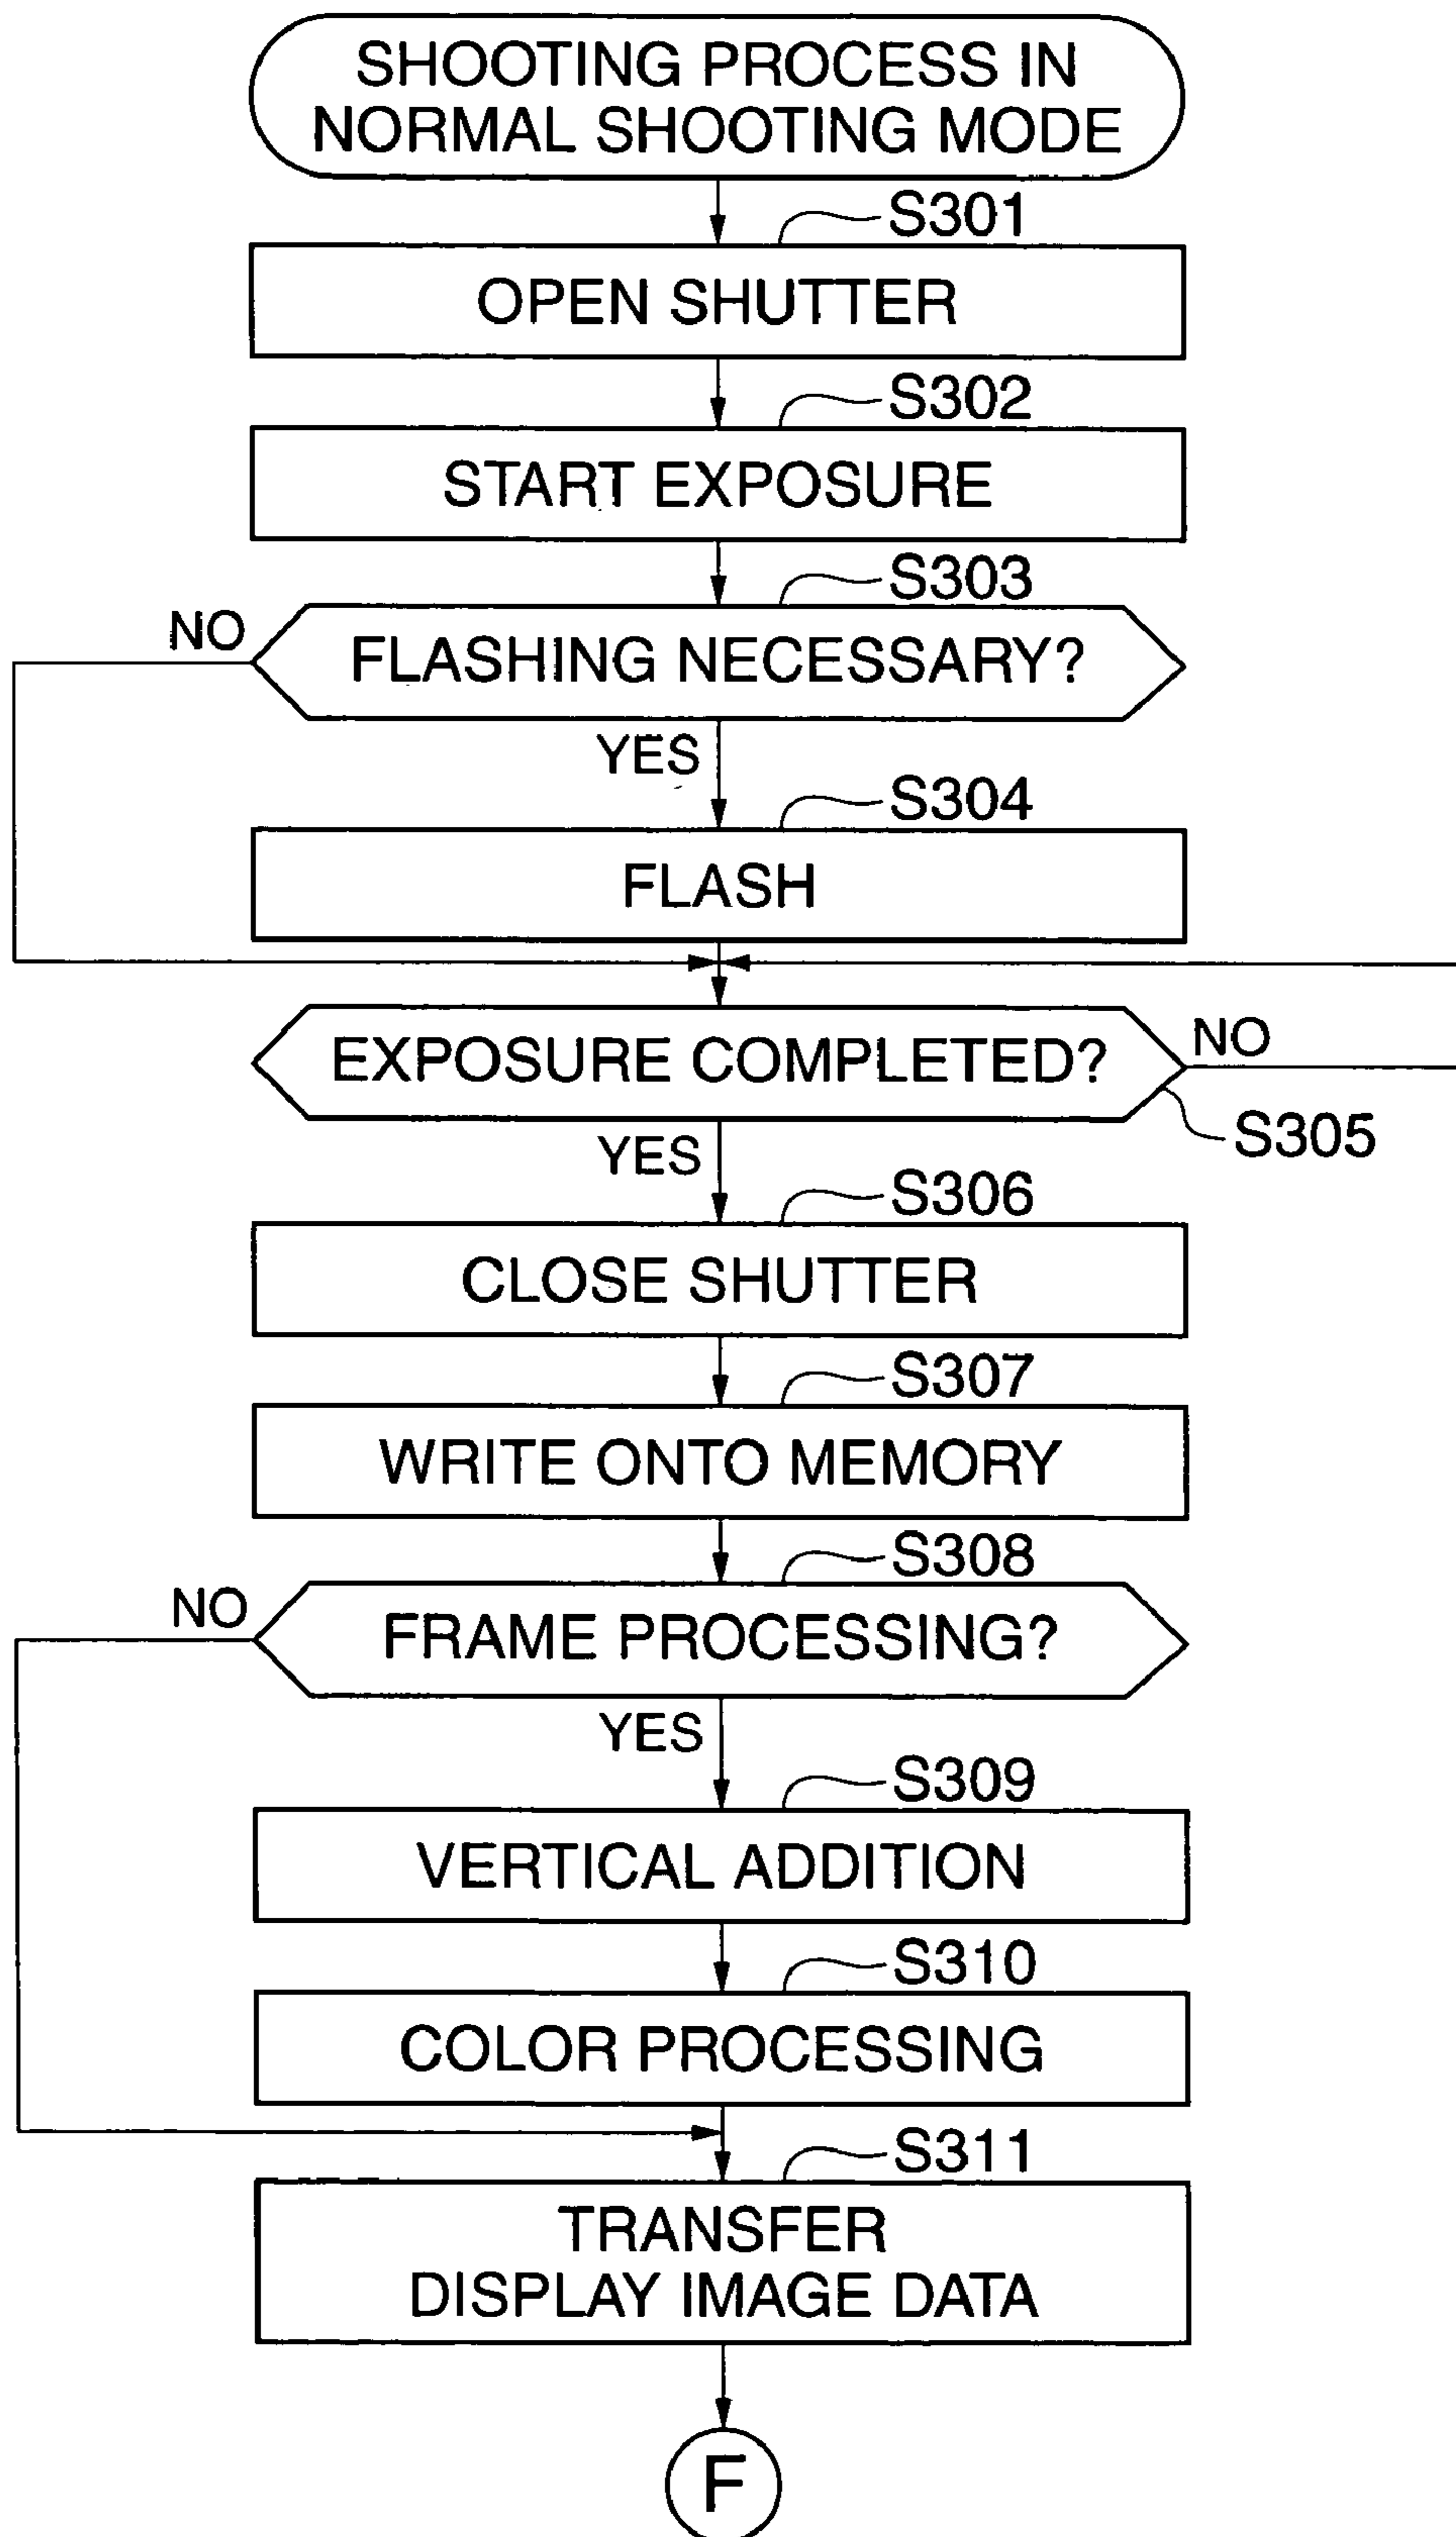 SHOOTING PROCESS IN
NORMAL SHOOTING MODE
S301
OPEN SHUTTER
S302
START EXPOSURE
S303
NO
FLASHING NECESSARY?
YES
S304
FLASH
EXPOSURE COMPLETED?
NO
S305
YES
S306
CLOSE SHUTTER
S307
WRITE ONTO MEMORY
S308
NO
FRAME PROCESSING?
YES
S309
VERTICAL ADDITION
S310
COLOR PROCESSING
S311
TRANSFER
DISPLAY IMAGE DATA
F